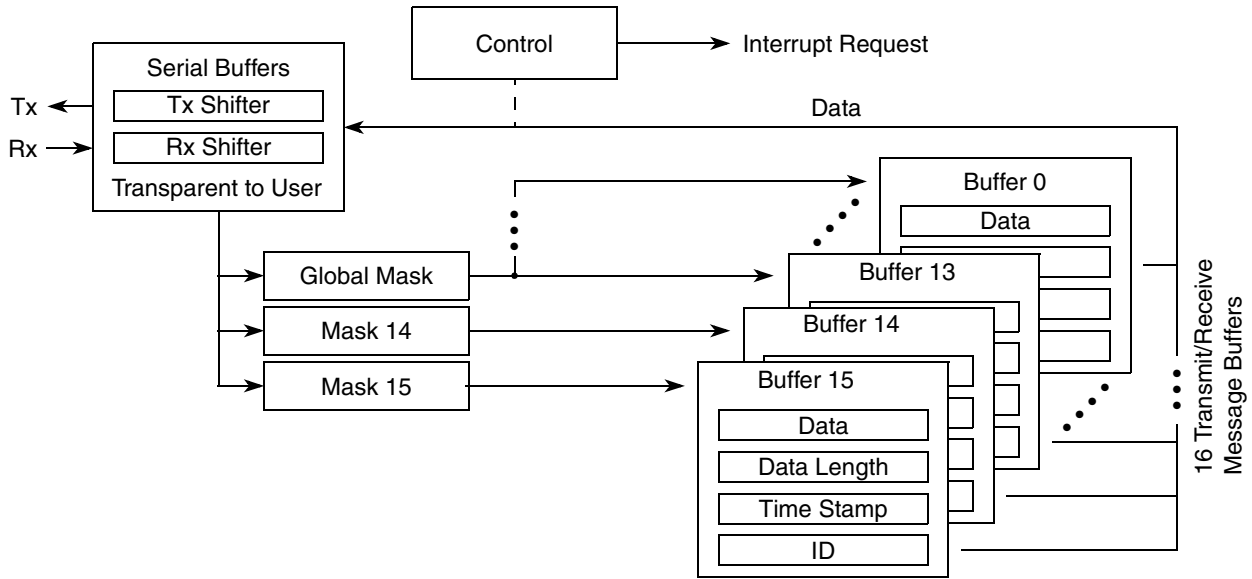 Control
Interrupt Request
Serial Buffers
Tx Shifter
Tx
Rx Shifter
Rx
Transparent to User
Data
Buffer 0
Data
Global Mask
Buffer 13
Mask 14
Buffer 14
Mask 15
Buffer 15
Data
Data Length
Time Stamp
ID
16 Transmit/Receive
Message Buffers